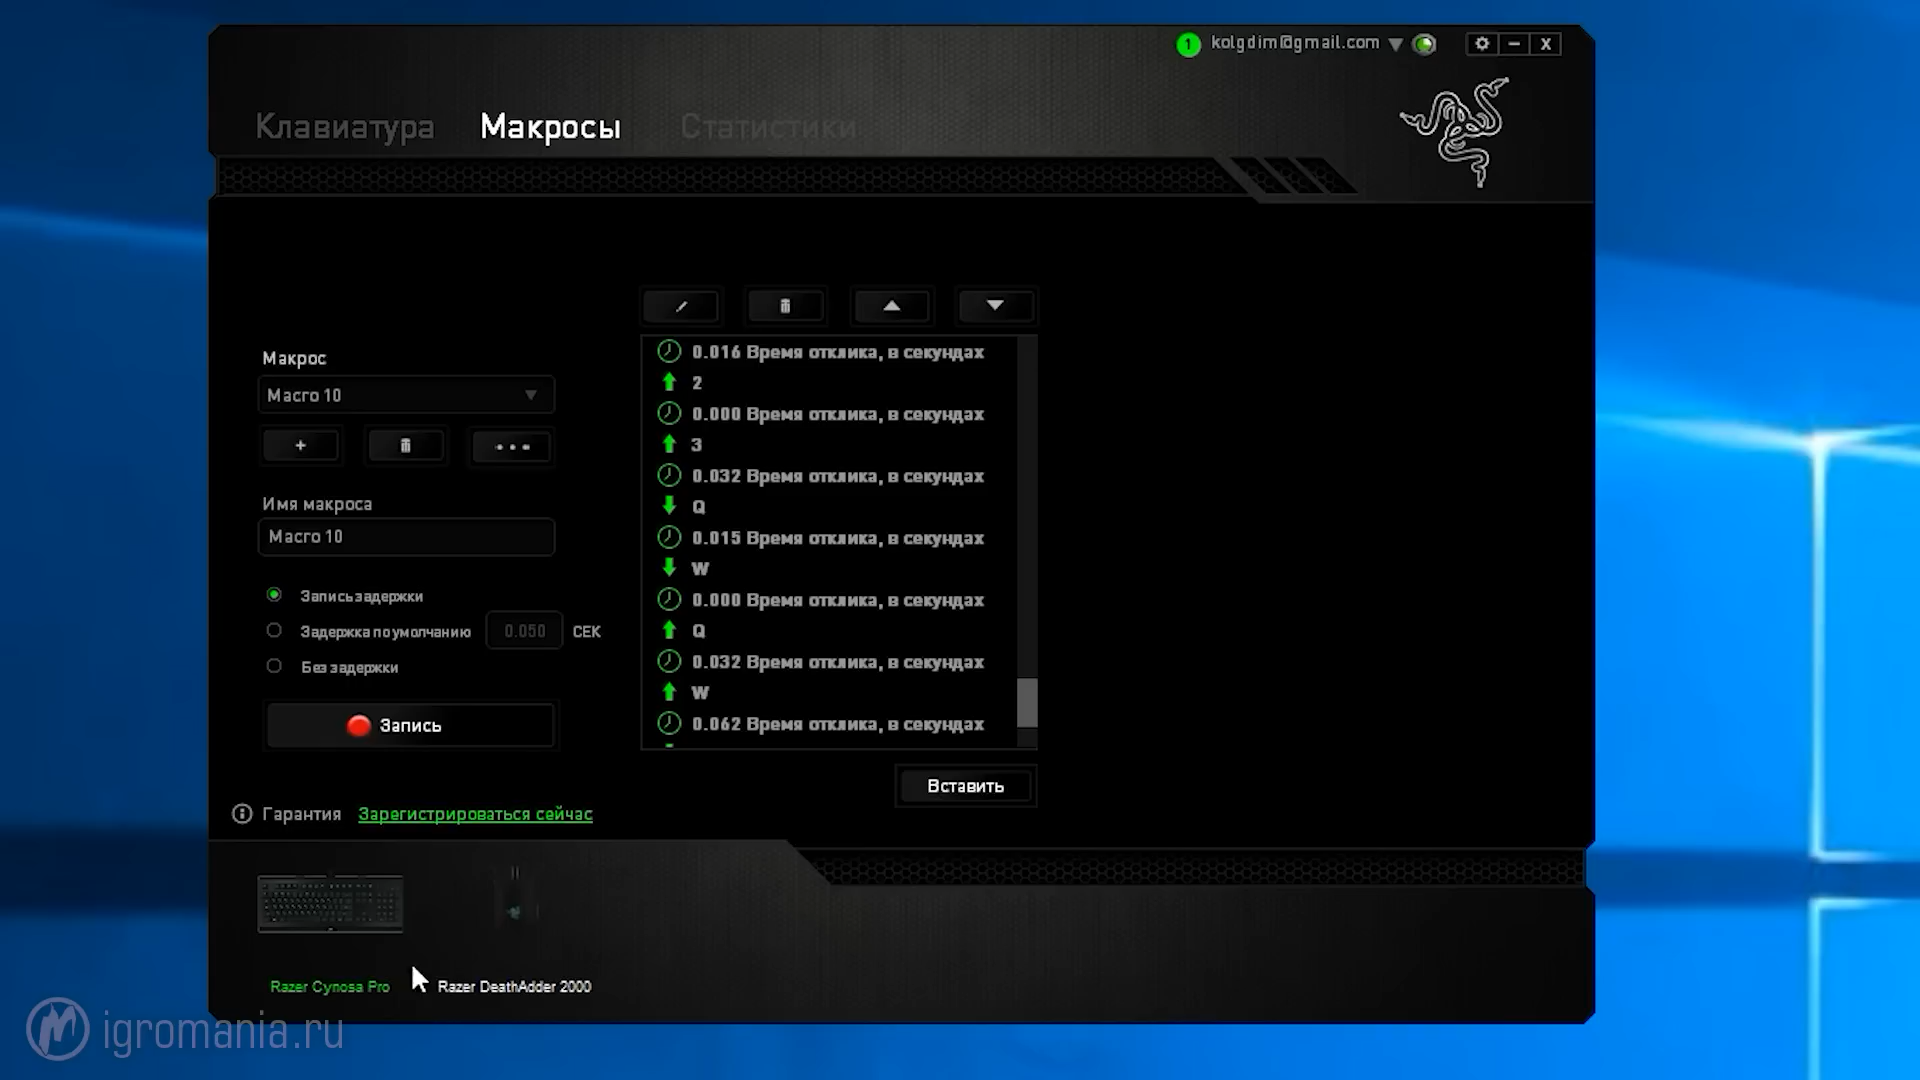 1 kolgdim@gmail.com
Клавиатура Макросы Статистики
Макрос
Macro 10
Имя макроса
Macro 10
Запись задержки
Задержка по умолчанию 0.050 СЕК
Без задержки
Запись
0.016 Время отклика, в секундах
2
0.000 Время отклика, в секундах
3
0.032 Время отклика, в секундах
Q
0.015 Время отклика, в секундах
W
0.000 Время отклика, в секундах
Q
0.032 Время отклика, в секундах
W
0.062 Время отклика, в секундах
Вставить
Гарантия Зарегистрироваться сейчас
Razer Cynosa Pro Razer DeathAdder 2000
igromania.ru